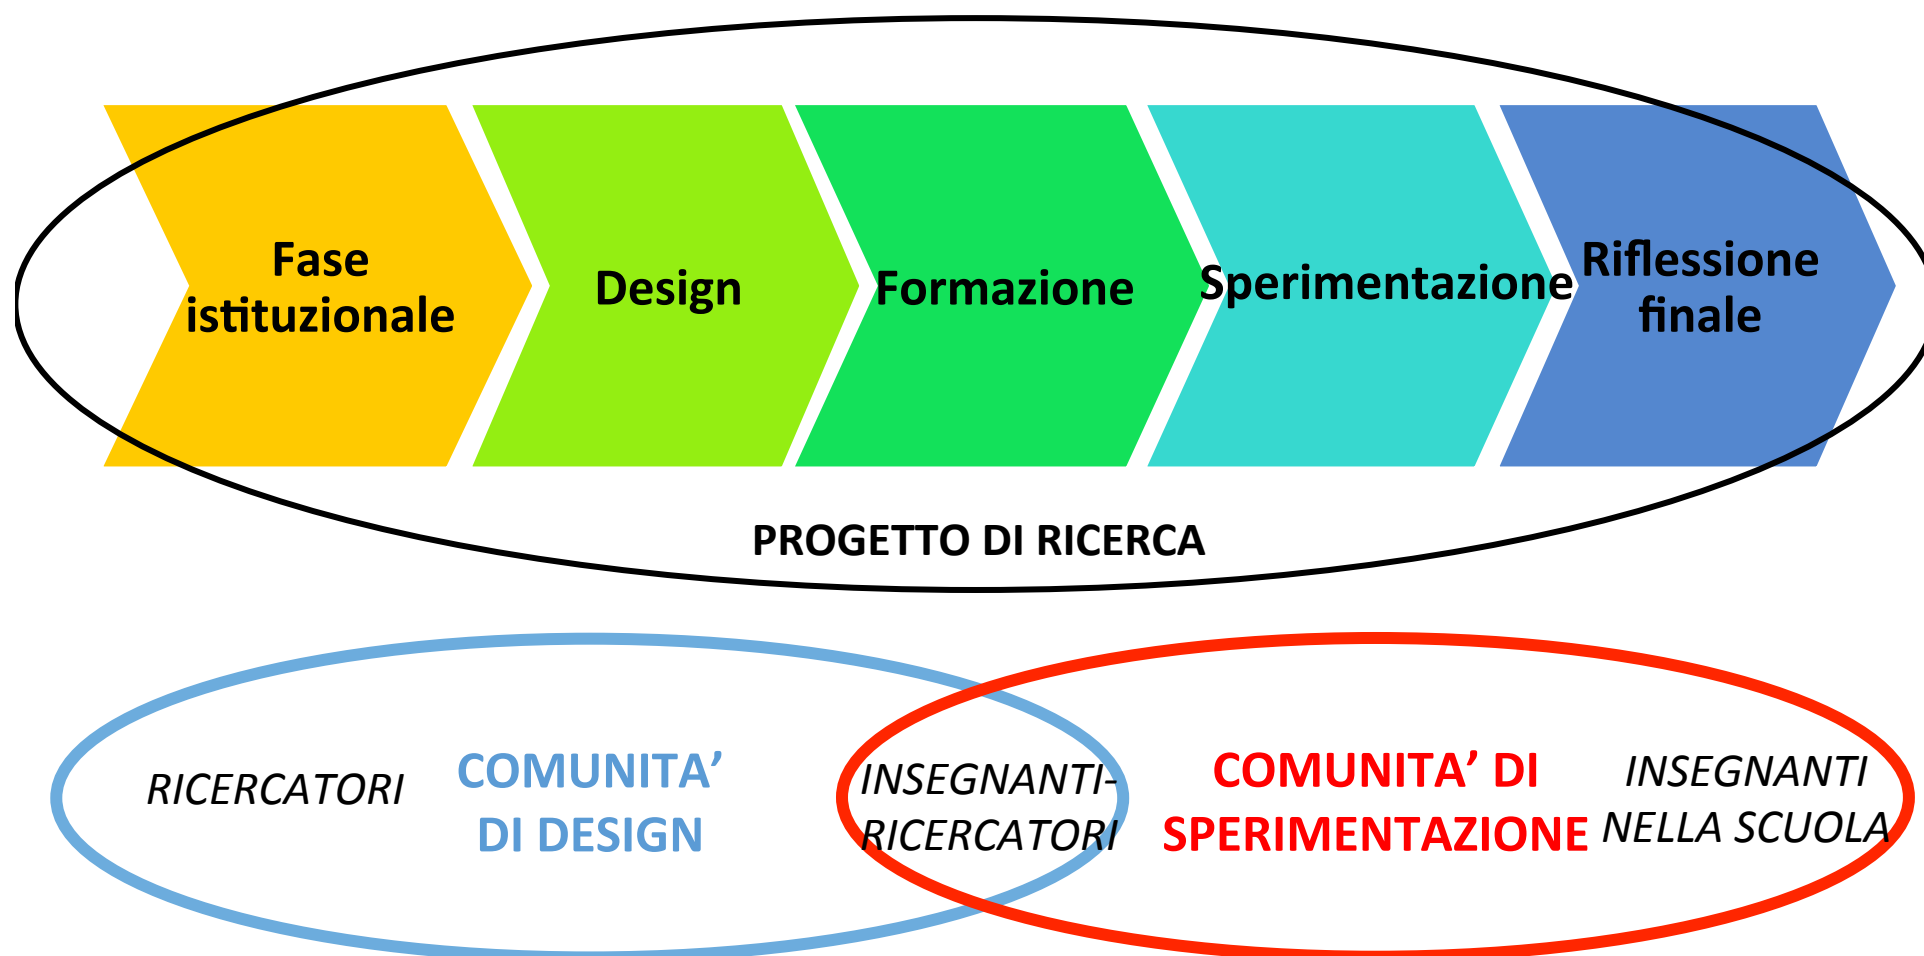 Fase
istituzionale
Design
Formazione
Sperimentazione
Riflessione
finale
PROGETTO DI RICERCA
RICERCATORI
COMUNITA’
DI DESIGN
INSEGNANTI-
RICERCATORI
COMUNITA’ DI
SPERIMENTAZIONE
INSEGNANTI
NELLA SCUOLA